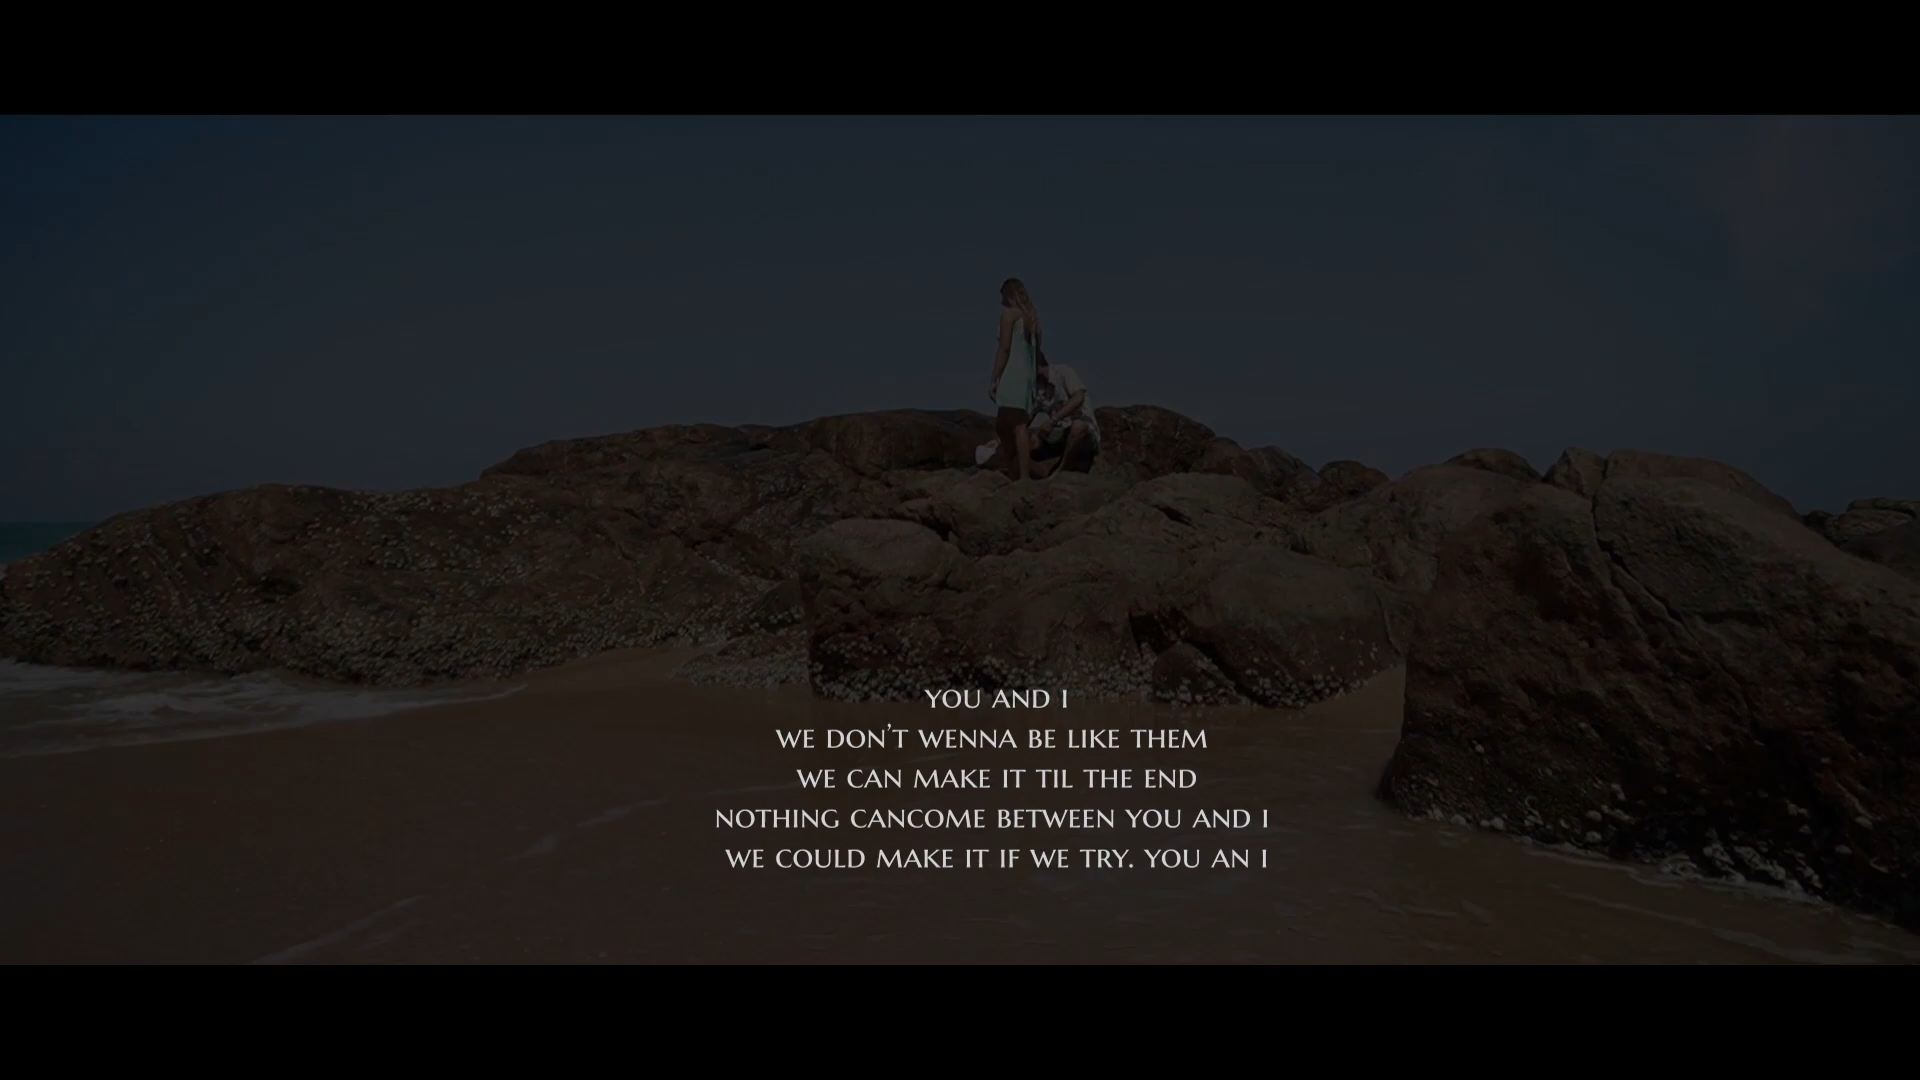 YOU AND I
WE DON'T WENNA BE LIKE THEM
WE CAN MAKE IT TIL THE END
NOTHING CANCOME BETWEEN YOU AND I
WE COULD MAKE IT IF WE TRY. YOU AN I